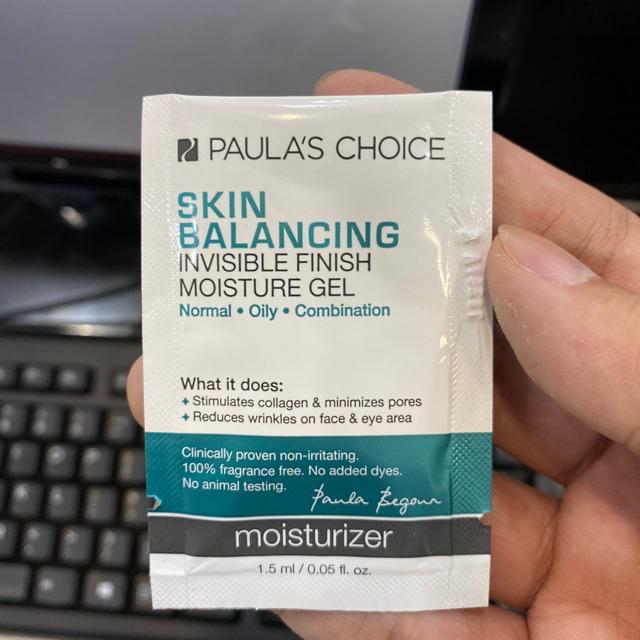 PAULA'S CHOICE
SKIN
BALANCING
INVISIBLE FINISH
MOISTURE GEL
Normal • Oily • Combination
What it does:
+ Stimulates collagen & minimizes pores
+ Reduces wrinkles on face & eye area
Clinically proven non-irritating.
100% fragrance free. No added dyes.
No animal testing.
Paula Begoun
moisturizer
1.5 ml / 0.05 fl. oz.